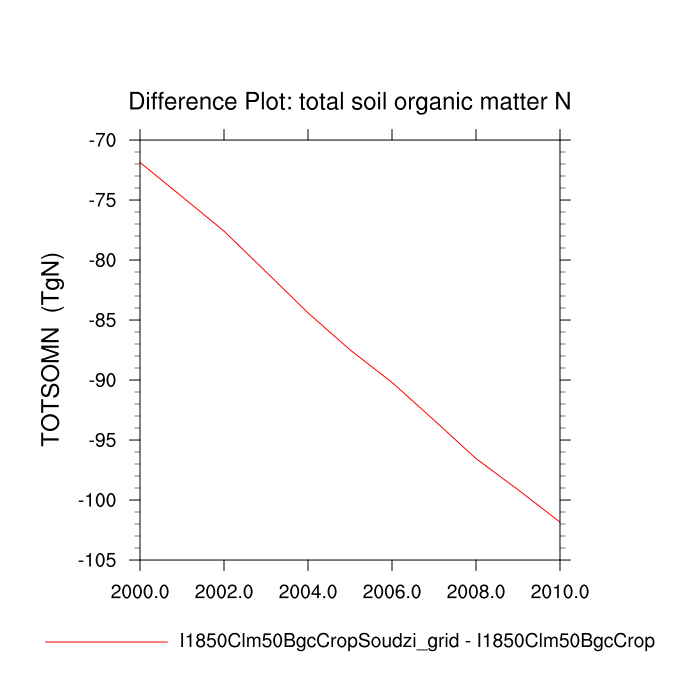 Difference Plot: total soil organic matter N
TOTSOMN (TgN)
-70
-75
-80
-85
-90
-95
-100
-105
2000.0 2002.0 2004.0 2006.0 2008.0 2010.0
I1850Clm50BgcCropSoudzi_grid - I1850Clm50BgcCrop